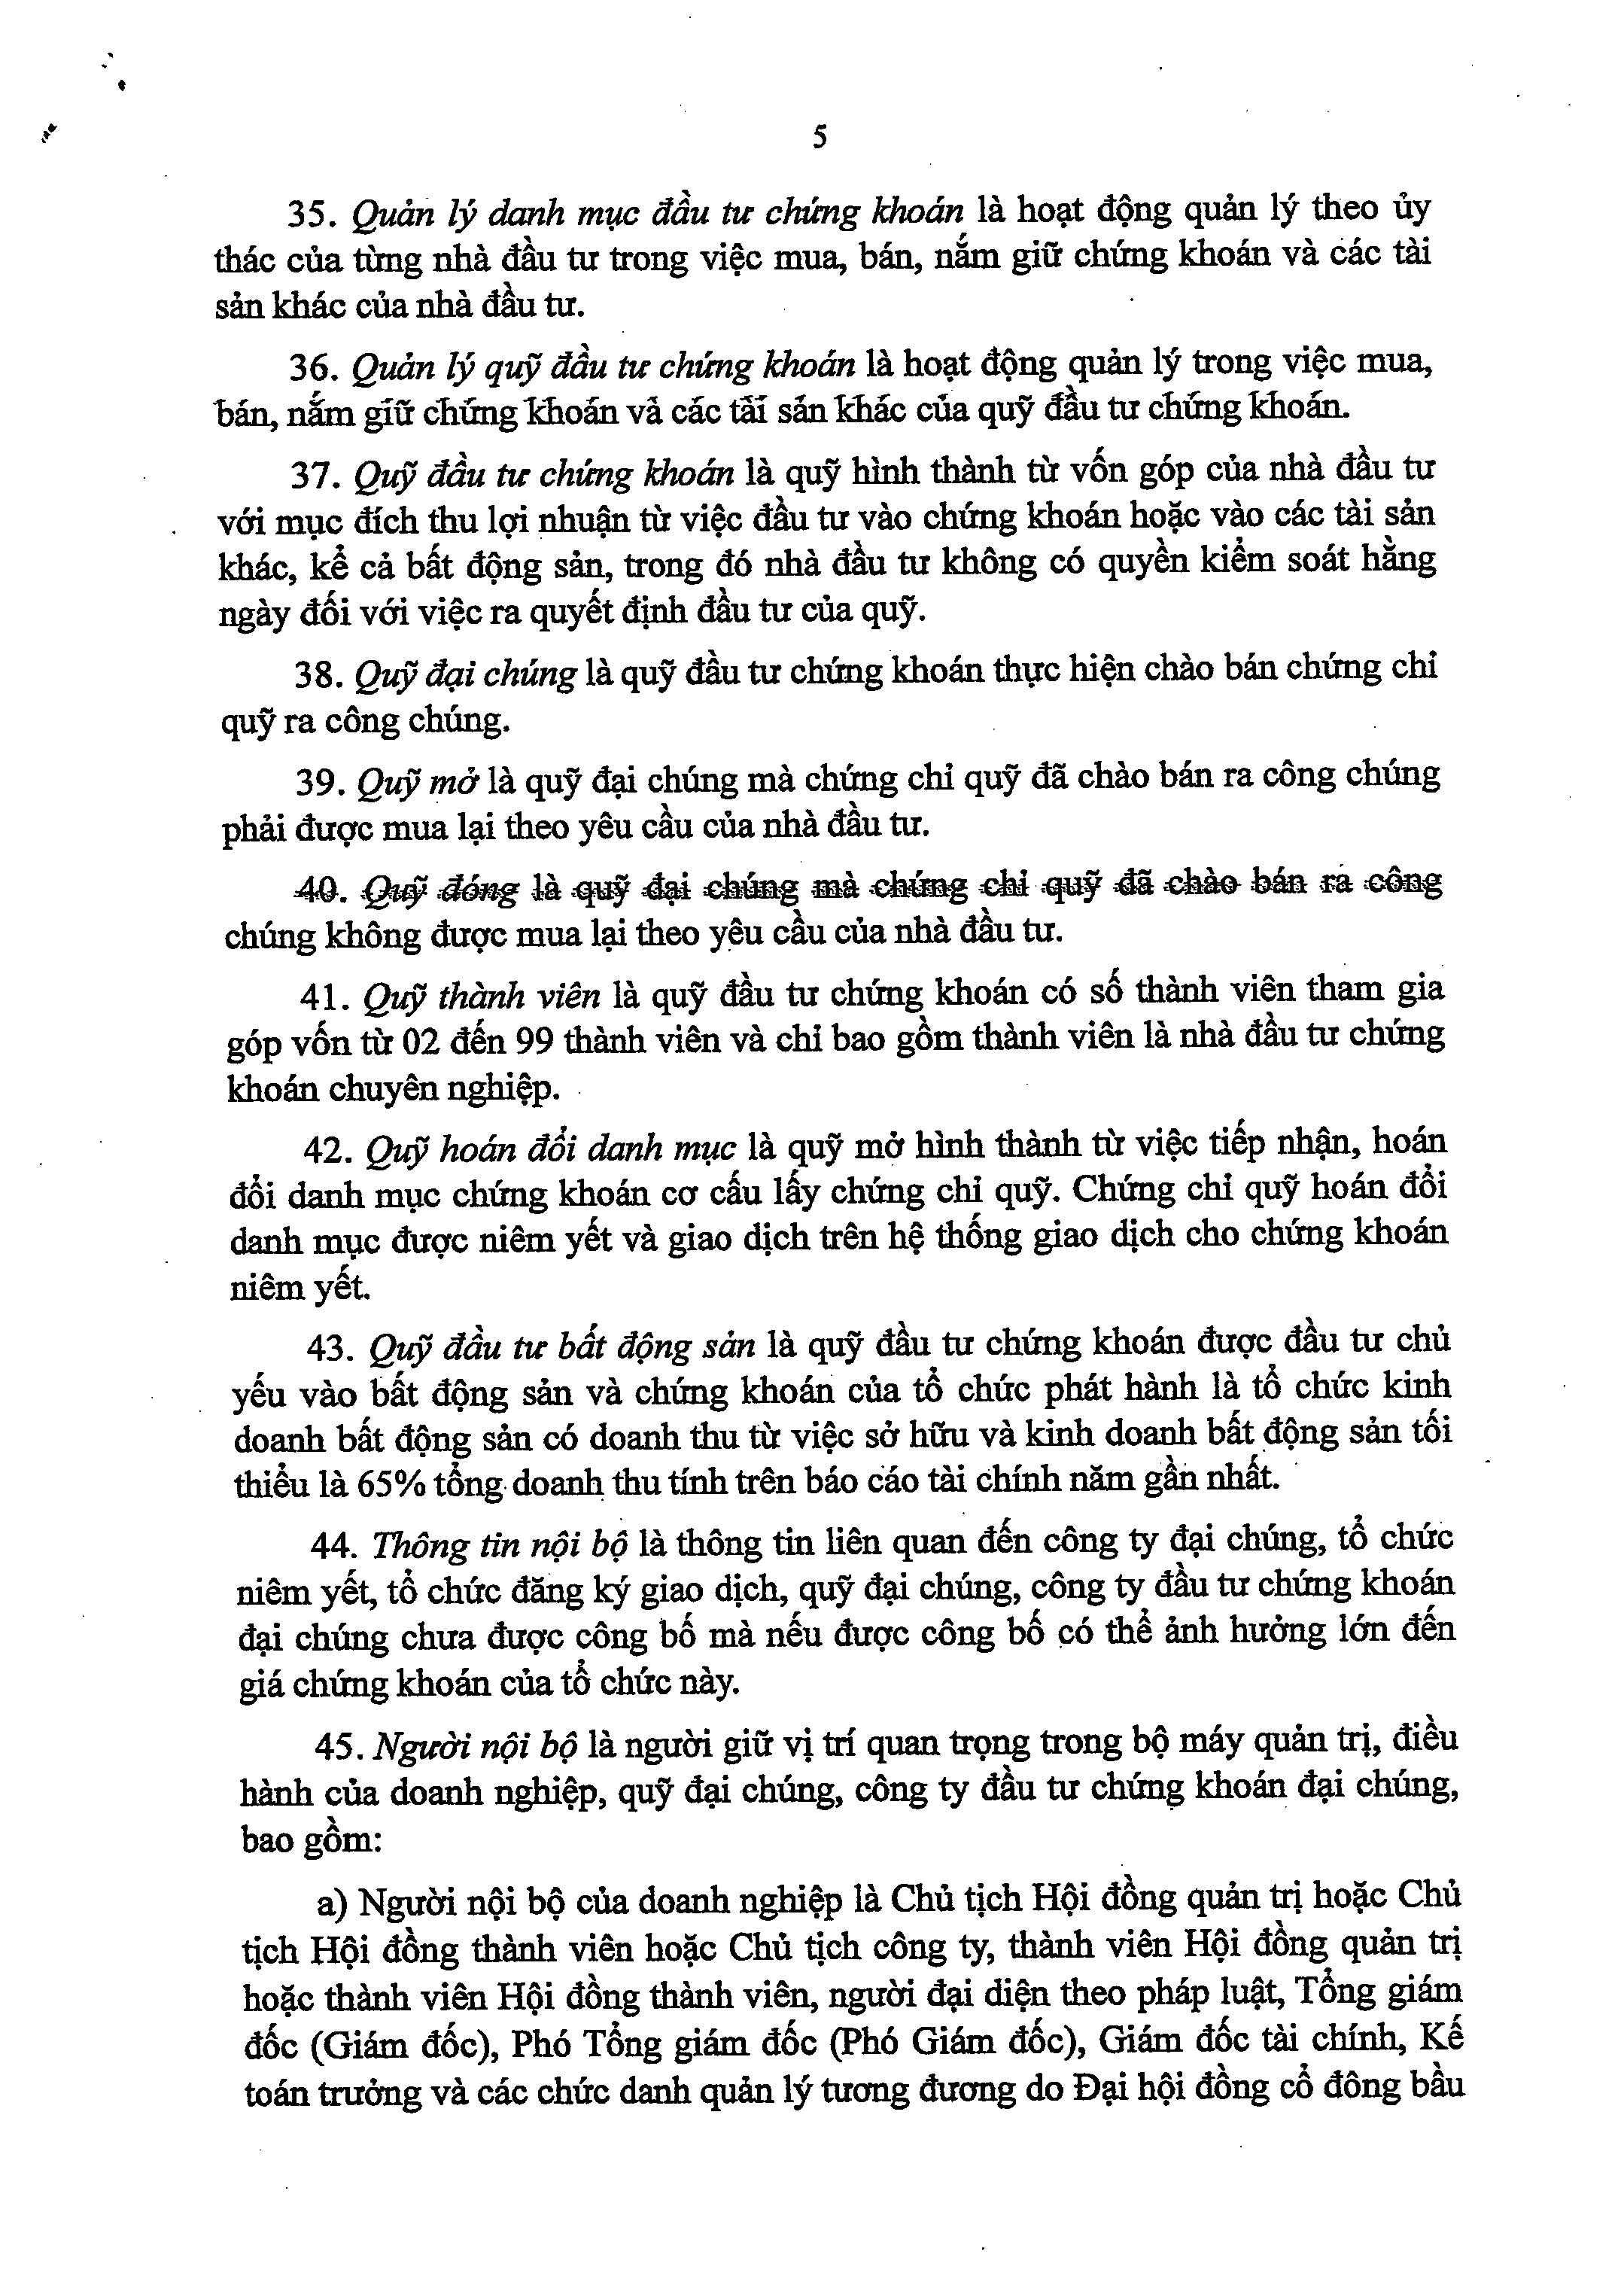 5
35. Quản lý danh mục đầu tư chứng khoán là hoạt động quản lý theo ủy
thác của từng nhà đầu tư trong việc mua, bán, nắm giữ chứng khoán và các tài
sản khác của nhà đầu tư.
36. Quản lý quỹ đầu tư chứng khoán là hoạt động quản lý trong việc mua,
bán, nắm giữ chứng khoán và các tài sản khác của quỹ đầu tư chứng khoán.
37. Quỹ đầu tư chứng khoán là quỹ hình thành từ vốn góp của nhà đầu tư
với mục đích thu lợi nhuận từ việc đầu tư vào chứng khoán hoặc vào các tài sản
khác, kể cả bất động sản, trong đó nhà đầu tư không có quyền kiểm soát hằng
ngày đối với việc ra quyết định đầu tư của quỹ.
38. Quỹ đại chúng là quỹ đầu tư chứng khoán thực hiện chào bán chứng chỉ
quỹ ra công chúng.
39. Quỹ mở là quỹ đại chúng mà chứng chỉ quỹ đã chào bán ra công chúng
phải được mua lại theo yêu cầu của nhà đầu tư.
40. Quỹ đóng là quỹ đại chúng mà chứng chỉ quỹ đã chào bán ra công
chúng không được mua lại theo yêu cầu của nhà đầu tư.
41. Quỹ thành viên là quỹ đầu tư chứng khoán có số thành viên tham gia
góp vốn từ 02 đến 99 thành viên và chỉ bao gồm thành viên là nhà đầu tư chứng
khoán chuyên nghiệp.
42. Quỹ hoán đổi danh mục là quỹ mở hình thành từ việc tiếp nhận, hoán
đổi danh mục chứng khoán cơ cấu lấy chứng chỉ quỹ. Chứng chỉ quỹ hoán đổi
danh mục được niêm yết và giao dịch trên hệ thống giao dịch cho chứng khoán
niêm yết.
43. Quỹ đầu tư bất động sản là quỹ đầu tư chứng khoán được đầu tư chủ
yếu vào bất động sản và chứng khoán của tổ chức phát hành là tổ chức kinh
doanh bất động sản có doanh thu từ việc sở hữu và kinh doanh bất động sản tối
thiểu là 65% tổng doanh thu tính trên báo cáo tài chính năm gần nhất.
44. Thông tin nội bộ là thông tin liên quan đến công ty đại chúng, tổ chức
niêm yết, tổ chức đăng ký giao dịch, quỹ đại chúng, công ty đầu tư chứng khoán
đại chúng chưa được công bố mà nếu được công bố có thể ảnh hưởng lớn đến
giá chứng khoán của tổ chức này.
45. Người nội bộ là người giữ vị trí quan trọng trong bộ máy quản trị, điều
hành của doanh nghiệp, quỹ đại chúng, công ty đầu tư chứng khoán đại chúng,
bao gồm:
a) Người nội bộ của doanh nghiệp là Chủ tịch Hội đồng quản trị hoặc Chủ
tịch Hội đồng thành viên hoặc Chủ tịch công ty, thành viên Hội đồng quản trị
hoặc thành viên Hội đồng thành viên, người đại diện theo pháp luật, Tổng giám
đốc (Giám đốc), Phó Tổng giám đốc (Phó Giám đốc), Giám đốc tài chính, Kế
toán trưởng và các chức danh quản lý tương đương do Đại hội đồng cổ đông bầu